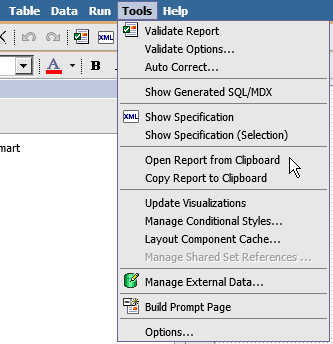 Table Data Run Tools Help
Validate Report
Validate Options...
Auto Correct...
Show Generated SQL/MDX
XML Show Specification
Show Specification (Selection)
Open Report from Clipboard
Copy Report to Clipboard
Update Visualizations
Manage Conditional Styles...
Layout Component Cache...
Manage Shared Set References ...
Manage External Data...
Build Prompt Page
Options...
XML
A B
mart